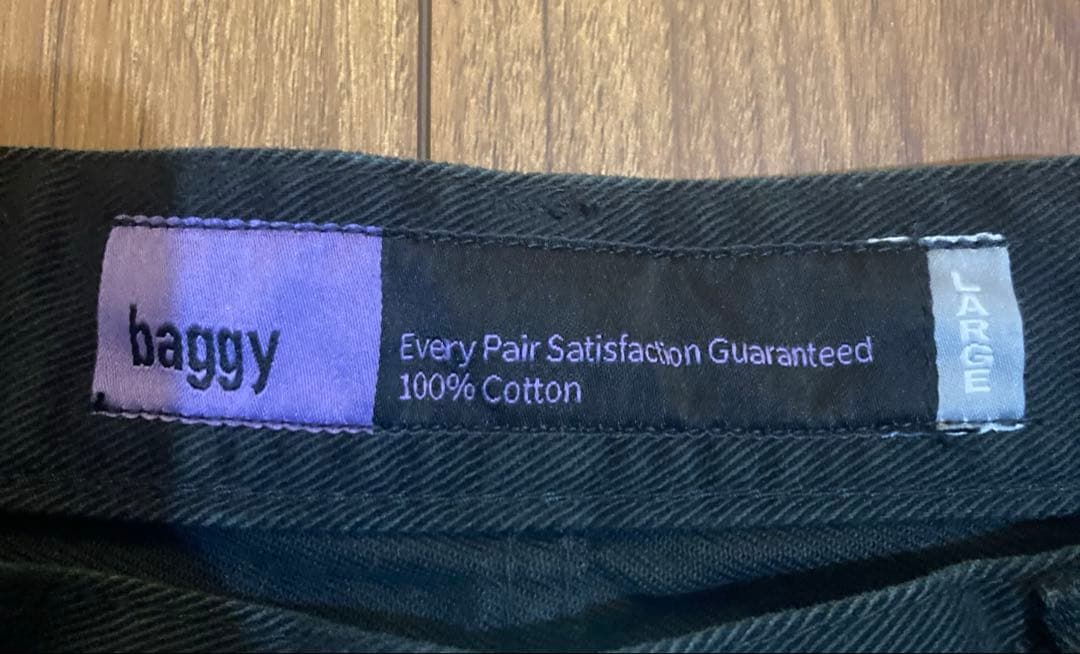 baggy
Every Pair Satisfaction Guaranteed
100% Cotton
LARGE